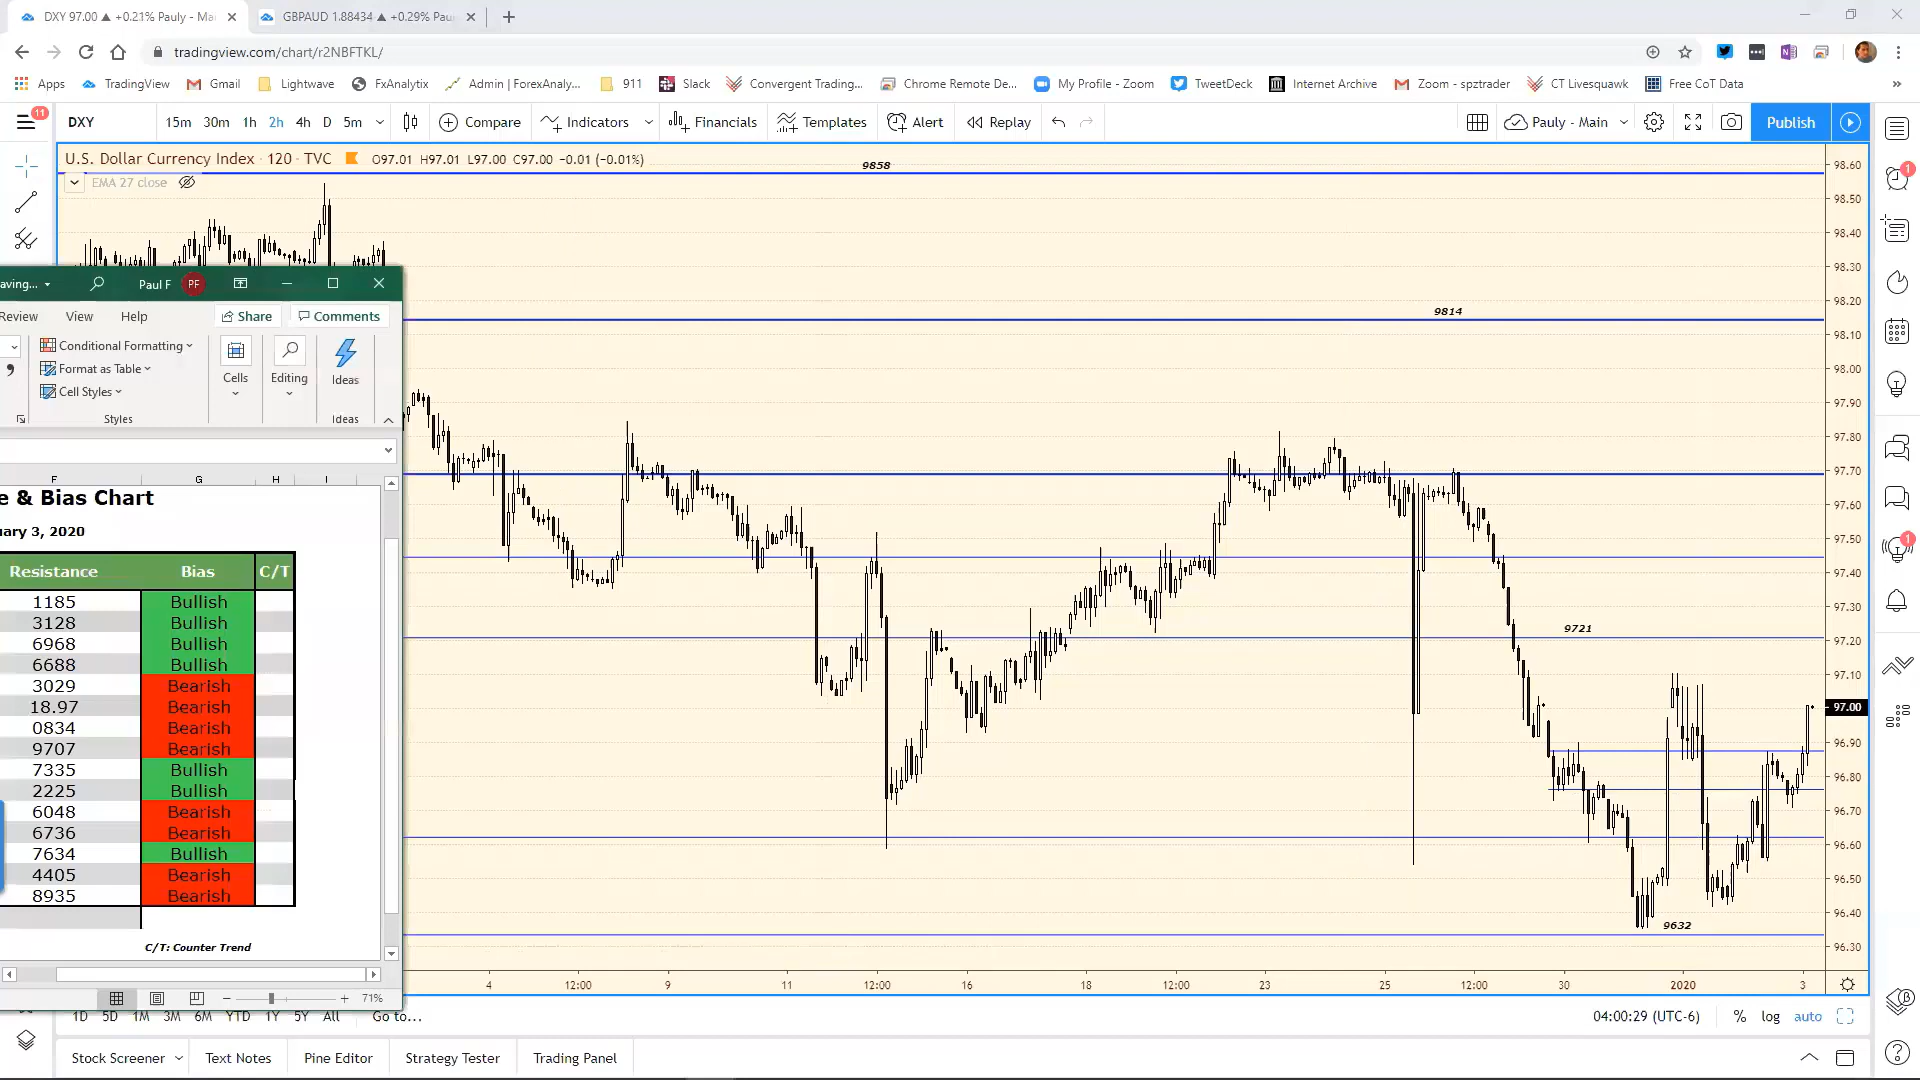 DXY 97.00 ▲ +0.21% Pauly - Ma
GBPAUD 1.88434 ▲ +0.29% Pau
tradingview.com/chart/r2NBFTKL/
Apps
TradingView
Gmail
Lightwave
FxAnalytix
Admin | ForexAnaly...
911
Slack
Convergent Trading...
Chrome Remote De...
My Profile - Zoom
TweetDeck
Internet Archive
Zoom - spztrader
CT Livesquawk
Free CoT Data
»
11
DXY
15m 30m 1h 2h 4h D 5m
Compare
Indicators
Financials
Templates
Alert
Replay
Pauly - Main
Publish
U.S. Dollar Currency Index · 120 · TVC
O97.01 H97.01 L97.00 C97.00 −0.01 (−0.01%)
EMA 27 close
9858
9814
9721
9632
98.60
98.50
98.40
98.30
98.20
98.10
98.00
97.90
97.80
97.70
97.60
97.50
97.40
97.30
97.20
97.10
97.00
96.90
96.80
96.70
96.60
96.50
96.40
96.30
1
1
aving...
Paul F
PF
Review
View
Help
Share
Comments
Conditional Formatting
Format as Table
Cell Styles
Styles
Cells
Editing
Ideas
Ideas
F G H I
e & Bias Chart
uary 3, 2020
Resistance Bias C/T
1185 Bullish
3128 Bullish
6968 Bullish
6688 Bullish
3029 Bearish
18.97 Bearish
0834 Bearish
9707 Bearish
7335 Bullish
2225 Bullish
6048 Bearish
6736 Bearish
7634 Bullish
4405 Bearish
8935 Bearish
C/T: Counter Trend
71%
4 12:00 9 11 12:00 16 18 12:00 23 25 12:00 30 2020 3
1D 5D 1M 3M 6M YTD 1Y 5Y All Go to...
04:00:29 (UTC-6) % log auto
Stock Screener
Text Notes
Pine Editor
Strategy Tester
Trading Panel